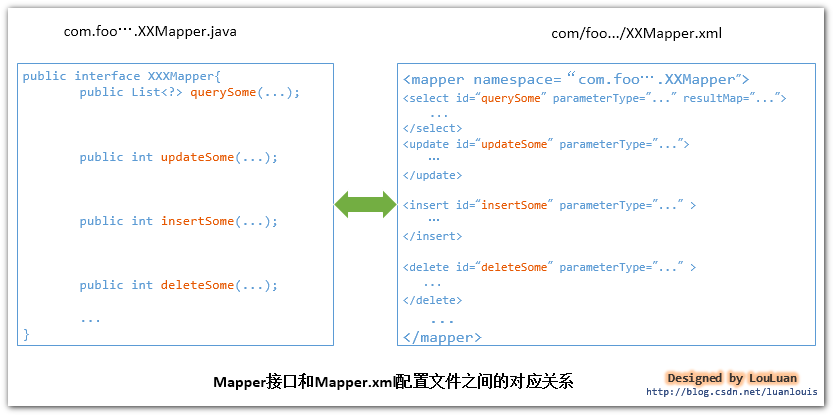 com.foo….XXMapper.java
public interface XXXMapper{
public List<?> querySome(...);
public int updateSome(...);
public int insertSome(...);
public int deleteSome(...);
...
}
com/foo.../XXMapper.xml
<mapper namespace=“com.foo….XXMapper”>
<select id=“querySome” parameterType=”...” resultMap=”...”>
...
</select>
<update id=“updateSome” parameterType=”...”>
…
</update>
<insert id=“insertSome” parameterType=”...” >
…
</insert>
<delete id=“deleteSome” parameterType=”...” >
...
</delete>
...
</mapper>
Mapper接口和Mapper.xml配置文件之间的对应关系
Designed by LouLuan
http://blog.csdn.net/luanlouis